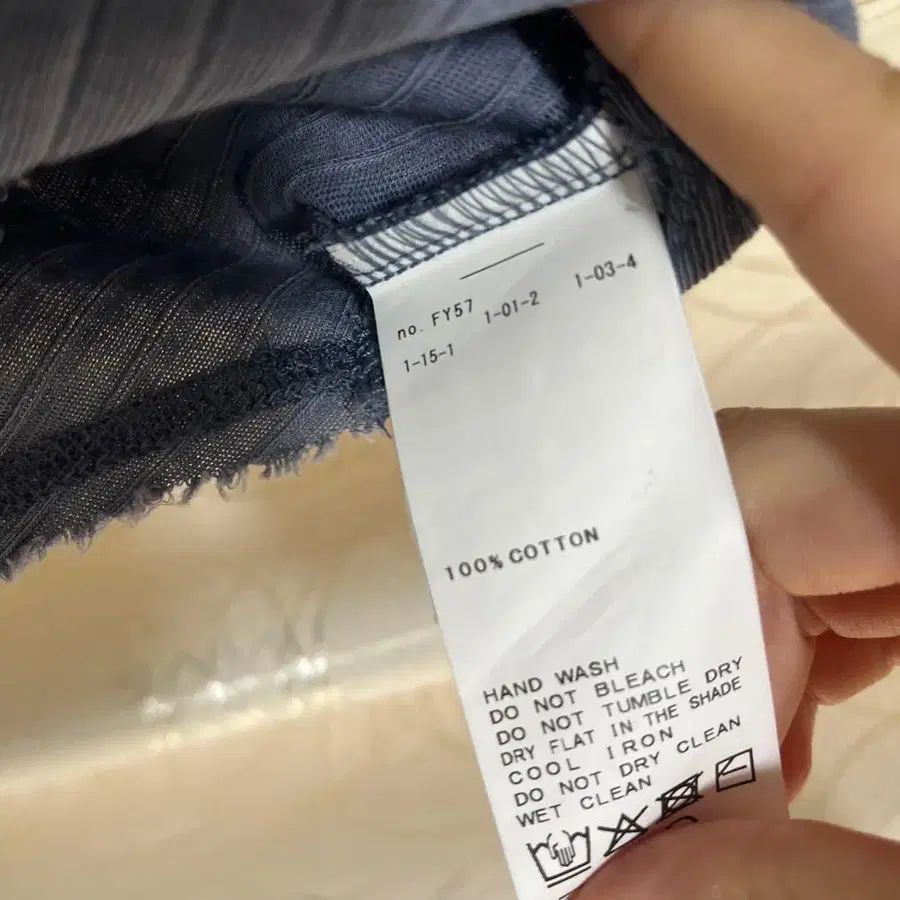 no. FY57
1-15-1 1-01-2 1-03-4
100% COTTON
HAND WASH
DO NOT BLEACH
DO NOT TUMBLE DRY
DRY FLAT IN THE SHADE
COOL IRON
DO NOT DRY CLEAN
WET CLEAN